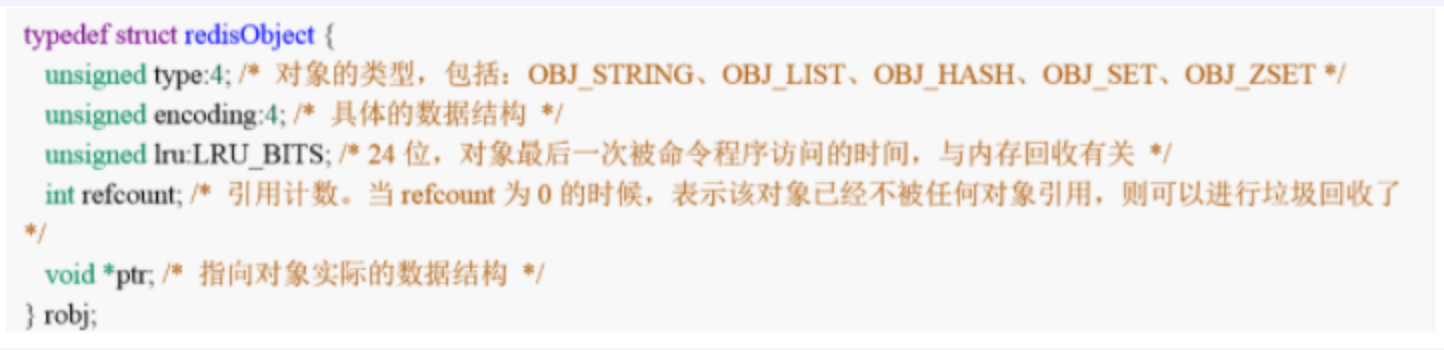 typedef struct redisObject {
unsigned type:4; /* 对象的类型，包括：OBJ_STRING、OBJ_LIST、OBJ_HASH、OBJ_SET、OBJ_ZSET */
unsigned encoding:4; /* 具体的数据结构 */
unsigned lru:LRU_BITS; /* 24 位，对象最后一次被命令程序访问的时间，与内存回收有关 */
int refcount; /* 引用计数。当 refcount 为 0 的时候，表示该对象已经不被任何对象引用，则可以进行垃圾回收了
*/
void *ptr; /* 指向对象实际的数据结构 */
} robj;